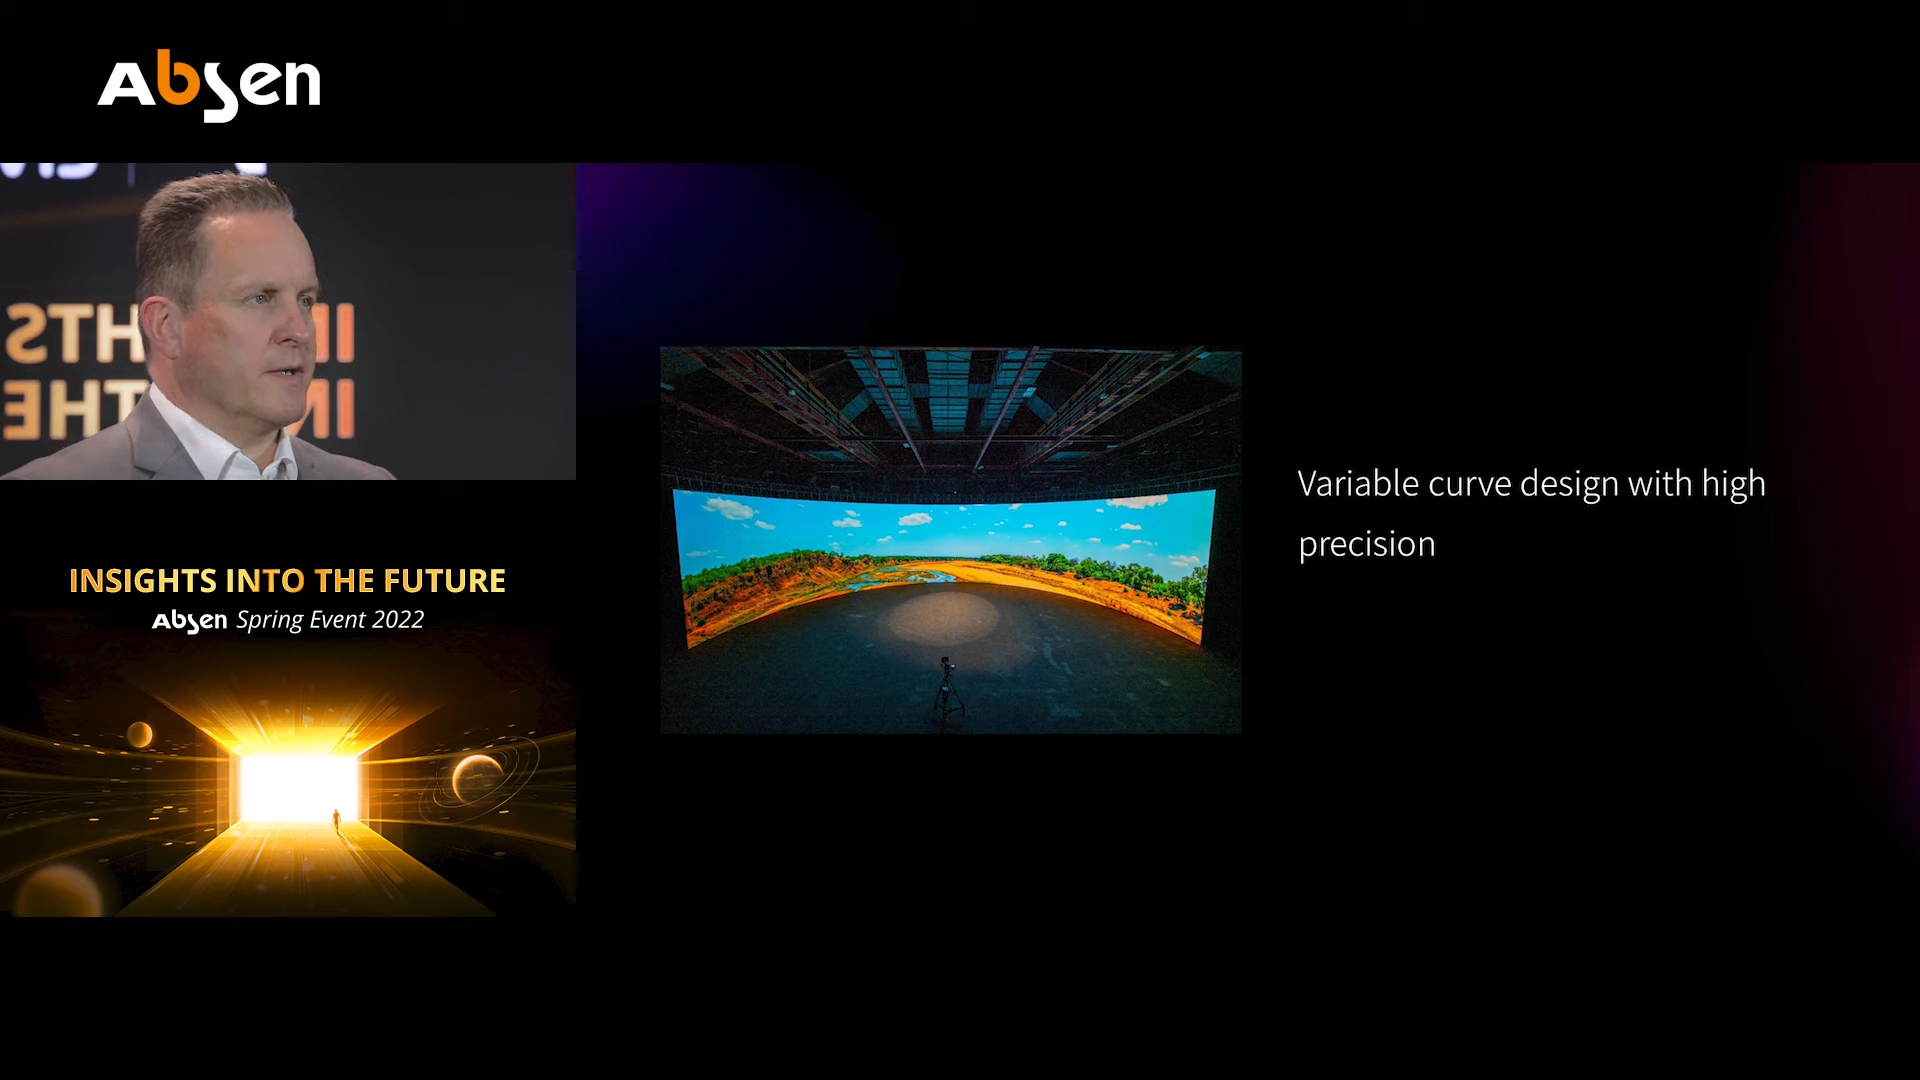 Absen
INSIGHTS INTO THE FUTURE
Absen Spring Event 2022
Variable curve design with high
precision